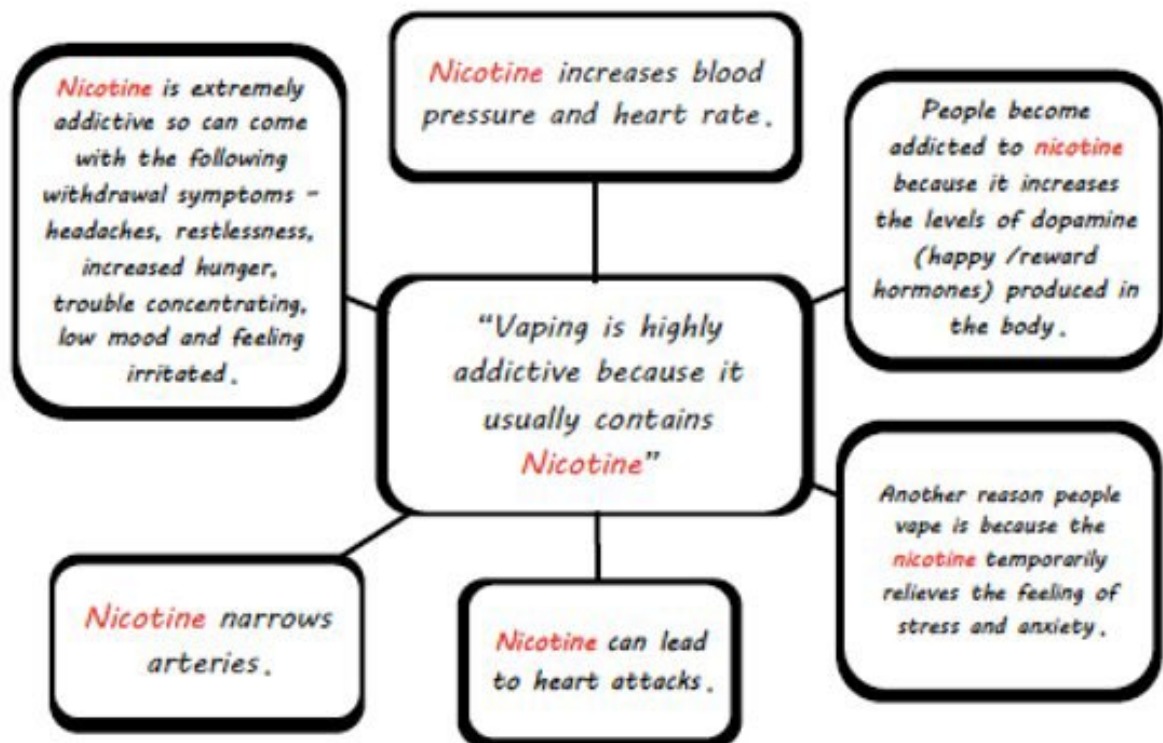 Nicotine is extremely
addictive so can come
with the following
withdrawal symptoms -
headaches, restlessness,
increased hunger,
trouble concentrating,
low mood and feeling
irritated.
Nicotine increases blood
pressure and heart rate.
People become
addicted to nicotine
because it increases
the levels of dopamine
(happy /reward
hormones) produced in
the body.
"Vaping is highly
addictive because it
usually contains
Nicotine"
Another reason people
vape is because the
nicotine temporarily
relieves the feeling of
stress and anxiety.
Nicotine narrows
arteries.
Nicotine can lead
to heart attacks.